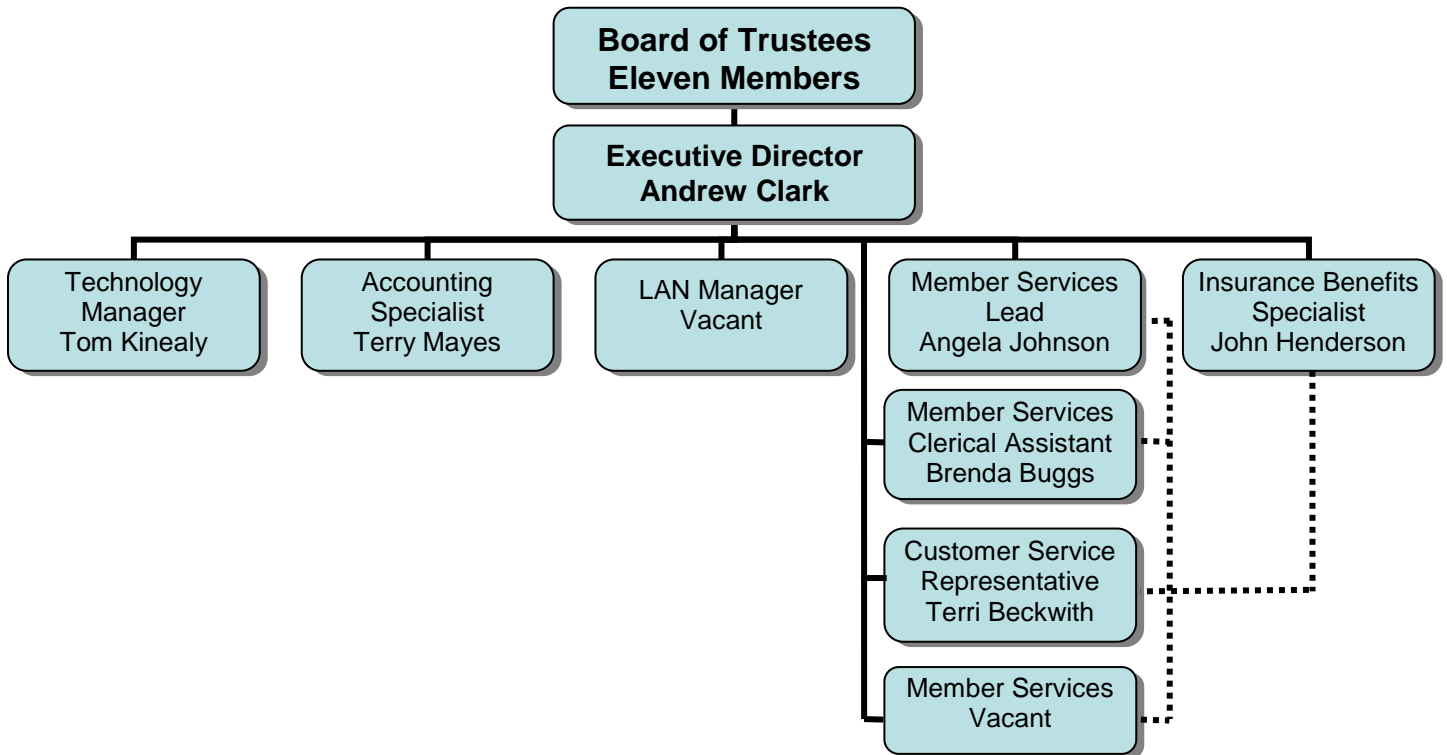 Board of Trustees
Eleven Members
Executive Director
Andrew Clark
Technology
Manager
Tom Kinealy
Accounting
Specialist
Terry Mayes
LAN Manager
Vacant
Member Services
Lead
Angela Johnson
Insurance Benefits
Specialist
John Henderson
Member Services
Clerical Assistant
Brenda Buggs
Customer Service
Representative
Terri Beckwith
Member Services
Vacant